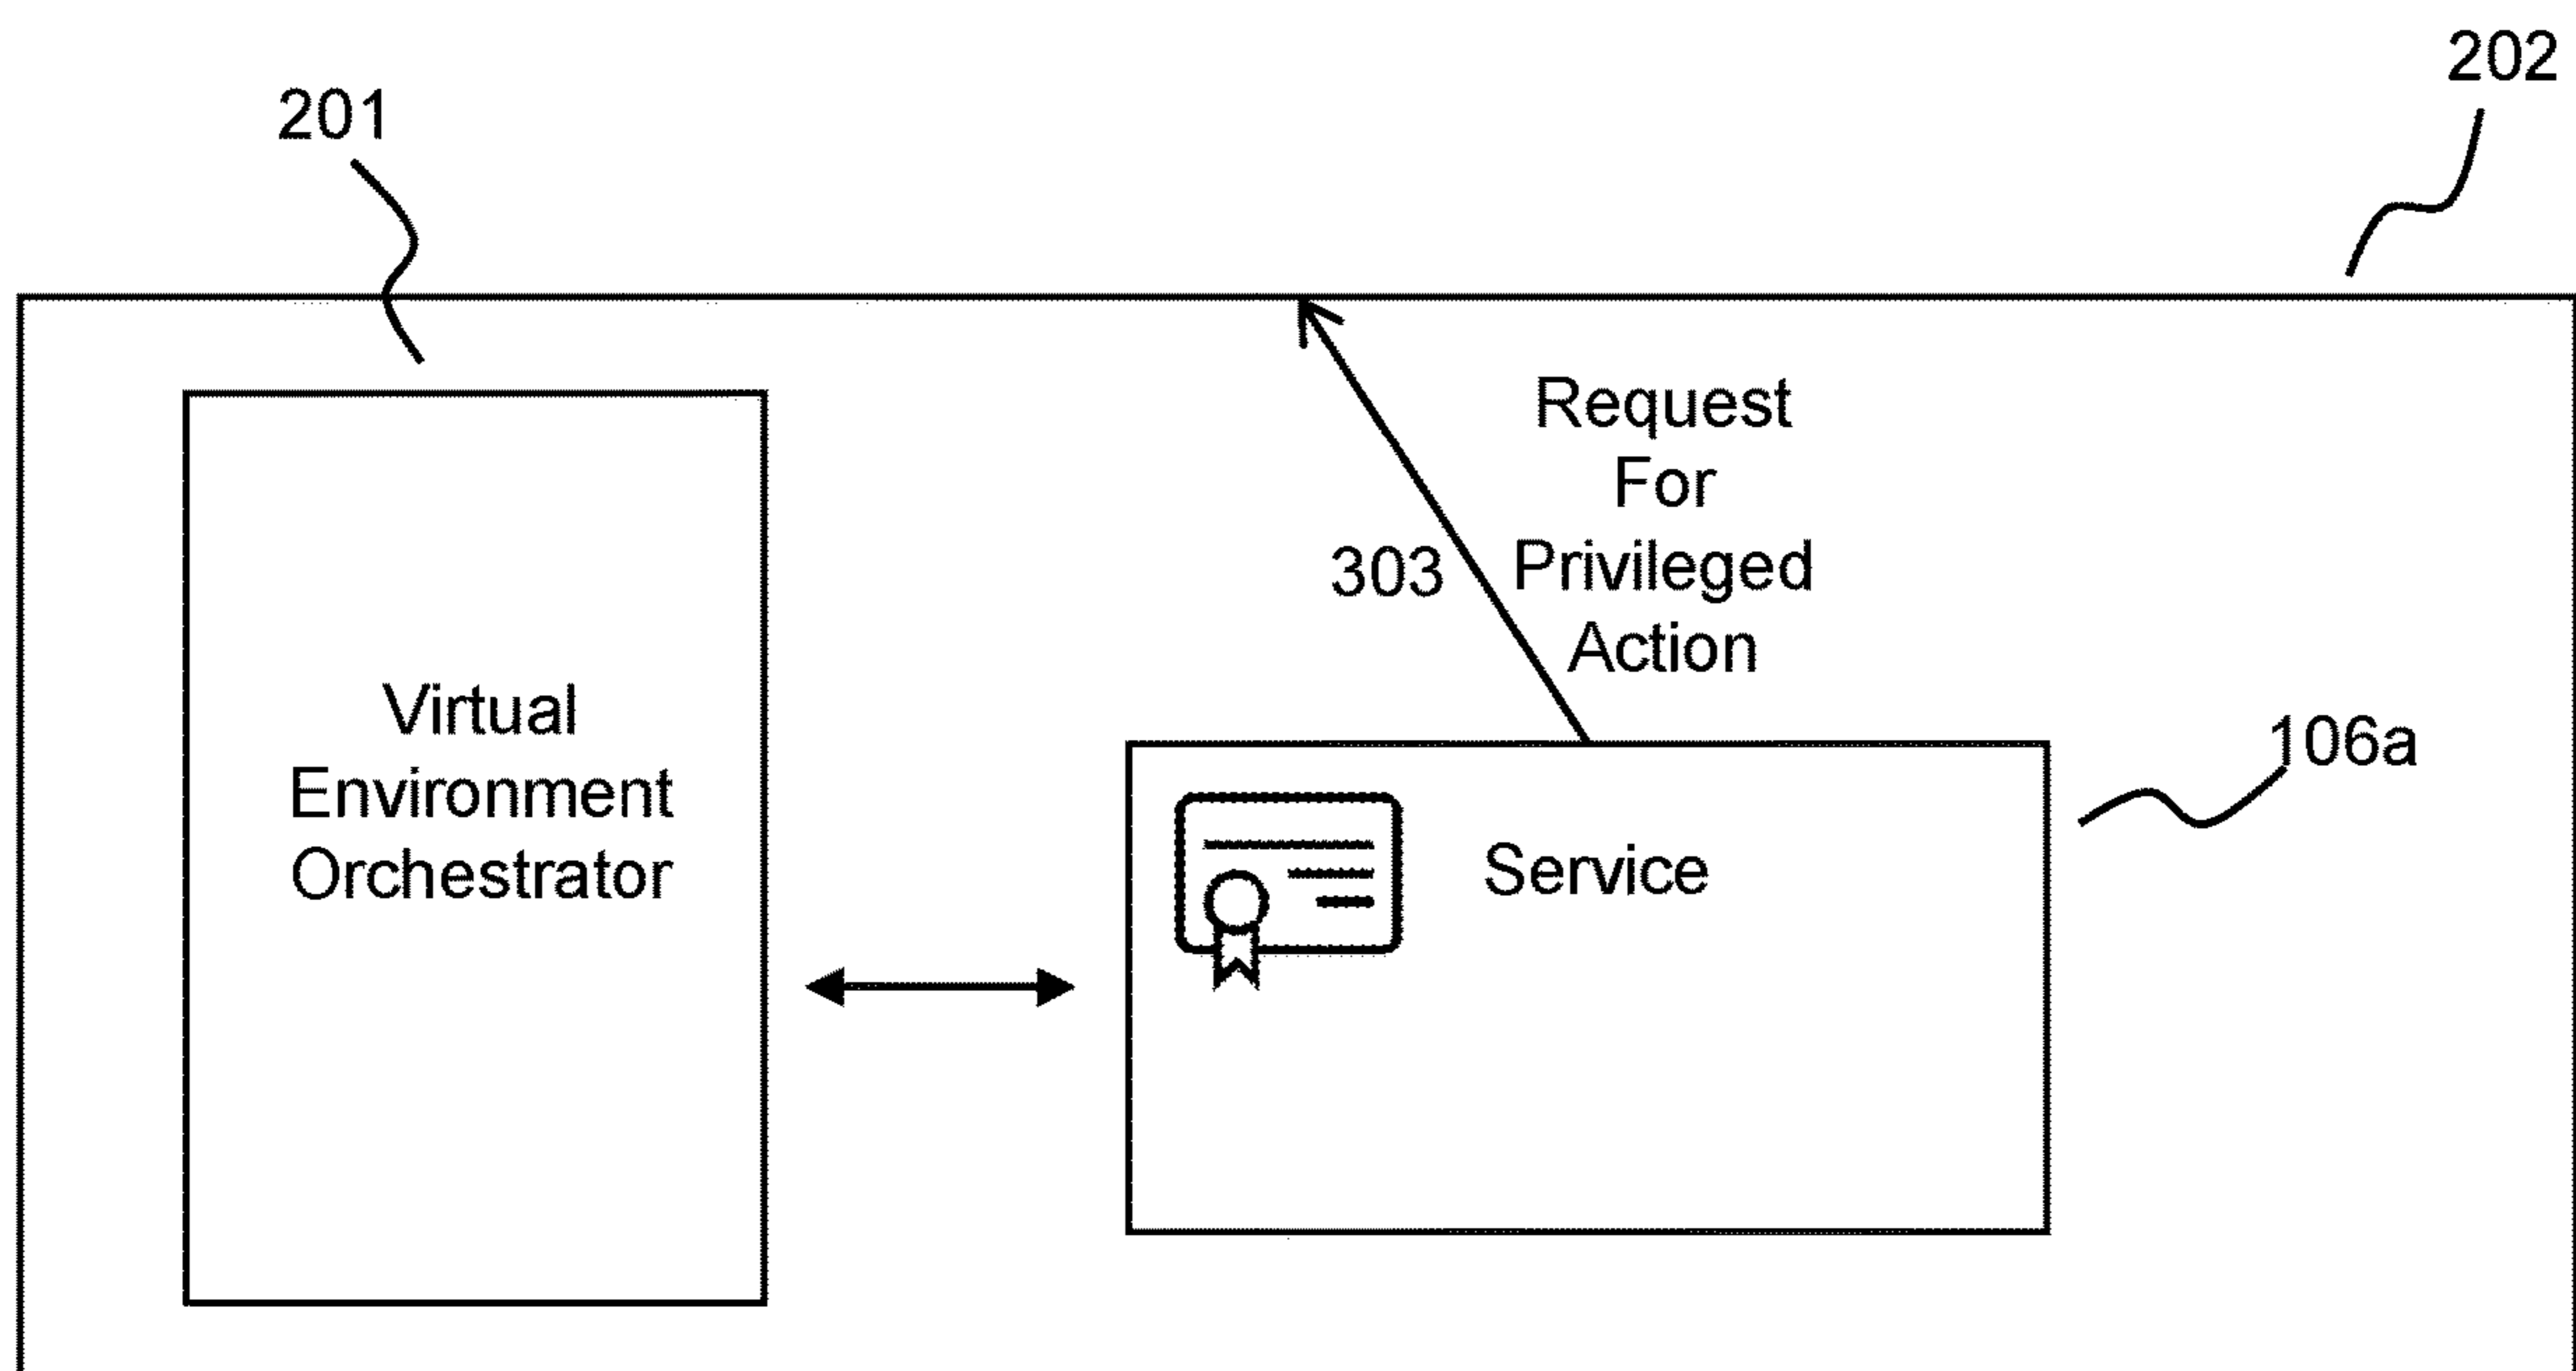 202
201
Request
For
303
Privileged
Action
Virtual
Environment
Orchestrator
106a
Service